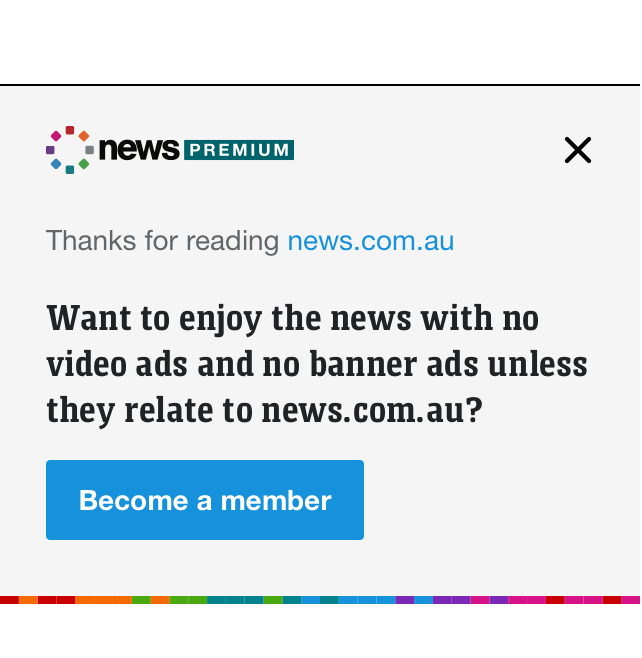 news PREMIUM
Thanks for reading news.com.au
Want to enjoy the news with no
video ads and no banner ads unless
they relate to news.com.au?
Become a member